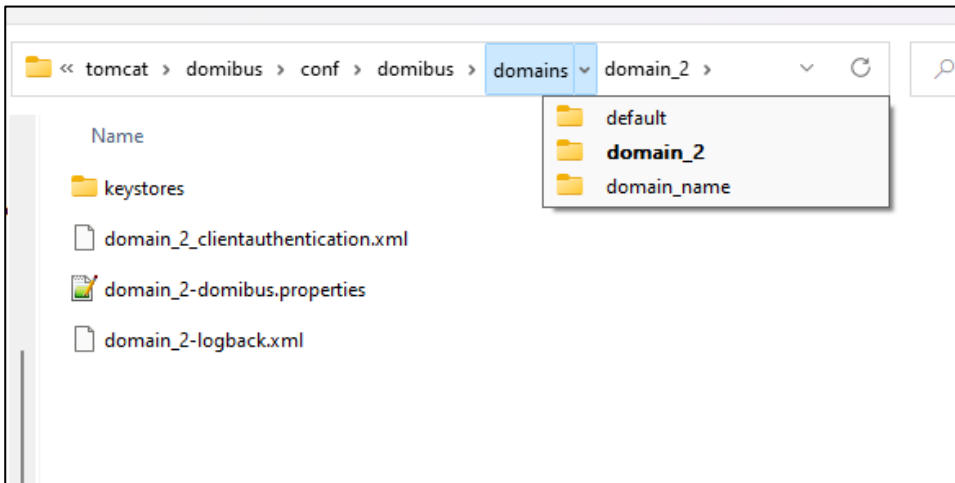 « tomcat > domibus > conf > domibus > domains domain_2 >
default
domain_2
domain_name
Name
keystores
domain_2_clientauthentication.xml
domain_2-domibus.properties
domain_2-logback.xml